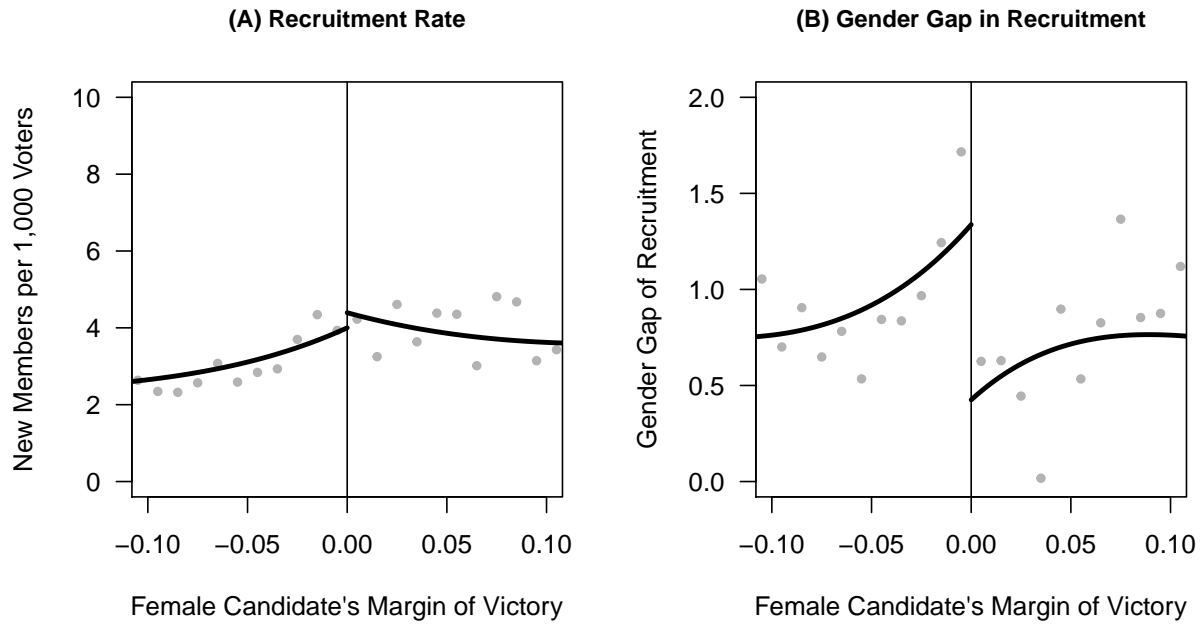 (A) Recruitment Rate
New Members per 1,000 Voters
10
8
6
4
2
0
−0.10 −0.05 0.00 0.05 0.10
Female Candidate's Margin of Victory
(B) Gender Gap in Recruitment
Gender Gap of Recruitment
2.0
1.5
1.0
0.5
0.0
−0.10 −0.05 0.00 0.05 0.10
Female Candidate's Margin of Victory